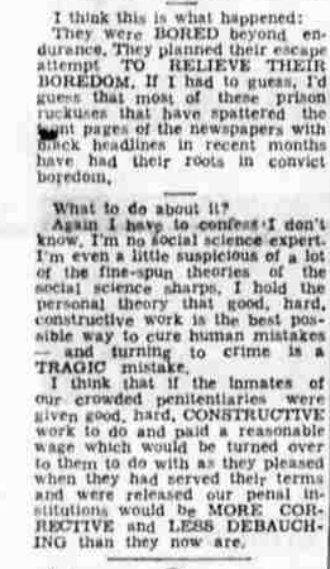 I think this is what happened:
They were BORED beyond en-
durance. They planned their escape
attempt TO RELIEVE THEIR
BOREDOM. If I had to guess, I'd
guess that most of these prison
ruckuses that have spattered the
front pages of the newspapers with
black headlines in recent months
have had their roots in convict
boredom.
What to do about it?
Again I have to confess I don't
know. I'm no social science expert.
I'm even a little suspicious of a lot
of the fine-spun theories of the
social science sharps. I hold the
personal theory that good, hard,
constructive work is the best pos-
sible way to cure human mistakes
— and turning to crime is a
TRAGIC mistake.
I think that if the inmates of
our crowded penitentiaries were
given good, hard, CONSTRUCTIVE
work to do and paid a reasonable
wage which would be turned over
to them to do with as they pleased
when they had served their terms
and were released our penal in-
stitutions would be MORE COR-
RECTIVE and LESS DEBAUCH-
ING than they now are.